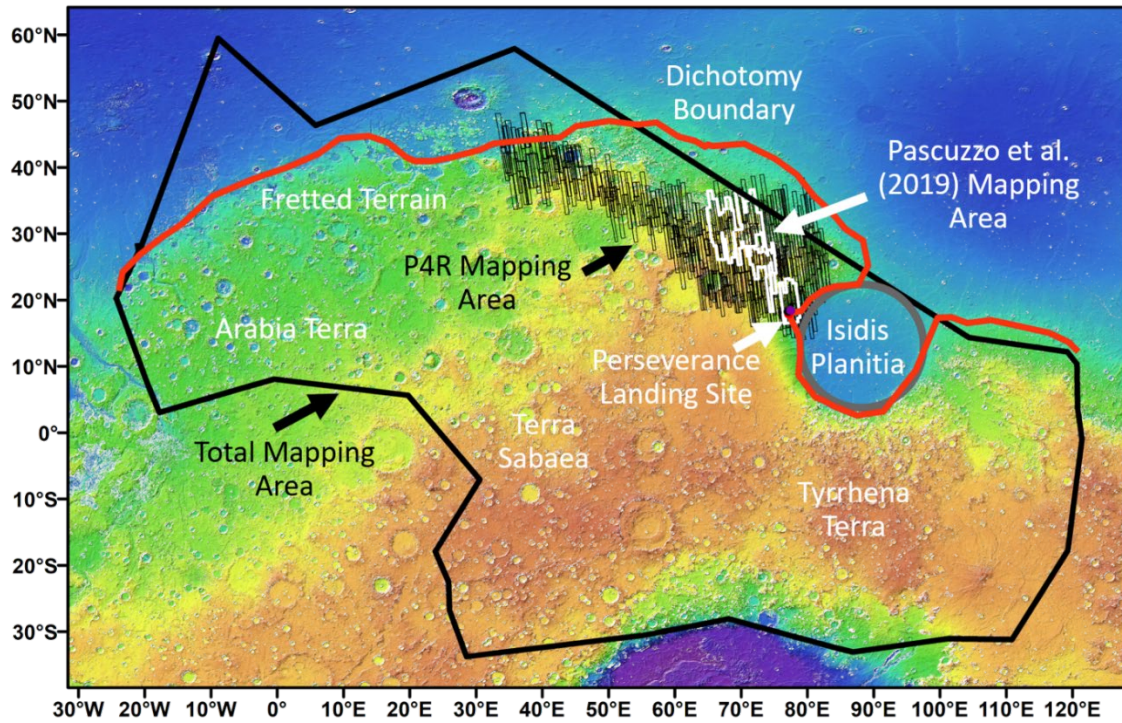 60°N
50°N
40°N
30°N
20°N
10°N
0°
10°S
20°S
30°S
Dichotomy
Boundary
Pascuzzo et al.
(2019) Mapping
Area
Fretted Terrain
P4R Mapping
Area
Arabia Terra
Perseverance
Landing Site
Isidis
Planitia
Total Mapping
Area
Terra
Sabaea
Tyrrhena
Terra
30°W 20°W 10°W 0° 10°E 20°E 30°E 40°E 50°E 60°E 70°E 80°E 90°E 100°E 110°E 120°E